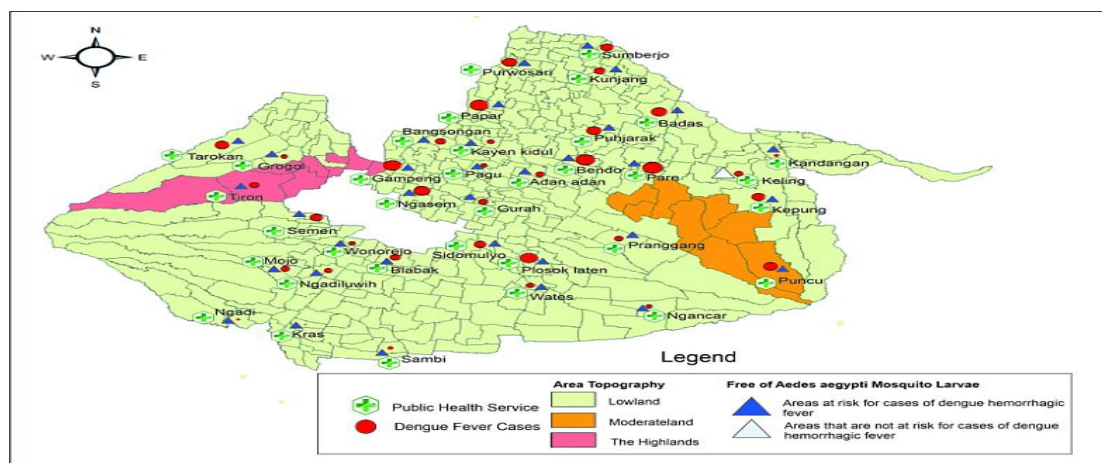 N
W
E
S
Sumberjo
Purwosari
Kunjang
Papar
Badas
Bangsongan
Puhjarak
Kayen kidul
Tarokan
Grogol
Kandangan
Gampeng
Pagu
Bendo
Pare
Adan adan
Keling
Tiron
Ngasem
Gurah
Kepung
Semen
Pranggang
Wonorejo
Sidomulyo
Mojo
Blabak
Plosok laten
Puncu
Ngadiluwih
Wates
Ngadi
Ngancar
Kras
Sambi
Legend
Public Health Service
Dengue Fever Cases
Area Topography
Lowland
Moderateland
The Highlands
Free of Aedes aegypti Mosquito Larvae
Areas at risk for cases of dengue hemorrhagic
fever
Areas that are not at risk for cases of dengue
hemorrhagic fever